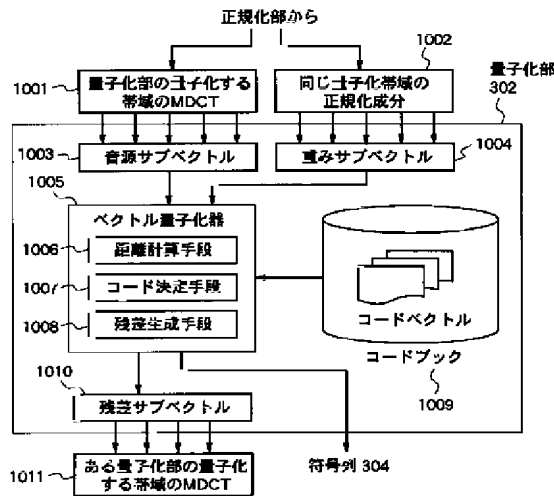 正規化部から
1001
量子化部の量子化する
帯域のMDCT
1002
同じ量子化帯域の
正規化成分
量子化部
302
1003
音源サブベクトル
重みサブベクトル
1004
1005
ベクトル量子化器
1006
距離計算手段
1007
コード決定手段
1008
残差生成手段
コードベクトル
コードブック
1009
1010
残差サブベクトル
1011
ある量子化部の量子化
する帯域のMDCT
符号列 304